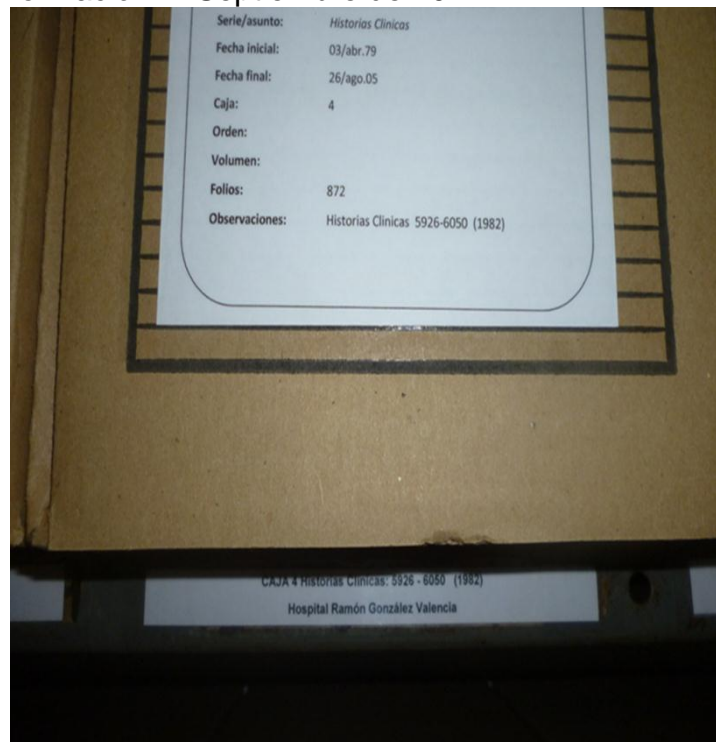 Serie/asunto: Historias Clinicas
Fecha inicial: 03/abr.79
Fecha final: 26/ago.05
Caja: 4
Orden:
Volumen:
Folios: 872
Observaciones: Historias Clinicas 5926-6050 (1982)
CAJA 4 Historias Clinicas: 5926 - 6050 (1982)
Hospital Ramón González Valencia